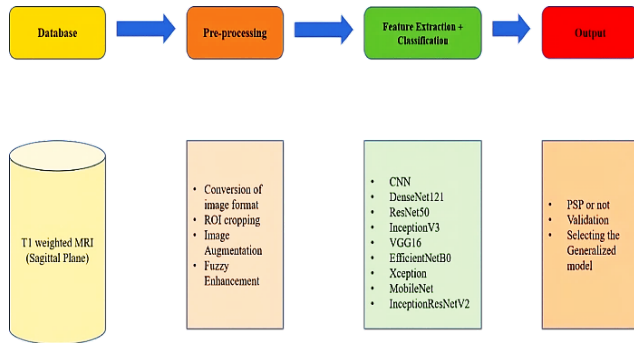 Database
Pre-processing
Feature Extraction +
Classification
Output
T1 weighted MRI
(Sagittal Plane)
• Conversion of
image format
• ROI cropping
• Image
Augmentation
• Fuzzy
Enhancement
• CNN
• DenseNet121
• ResNet50
• InceptionV3
• VGG16
• EfficientNetB0
• Xception
• MobileNet
• InceptionResNetV2
• PSP or not
• Validation
• Selecting the
Generalized
model